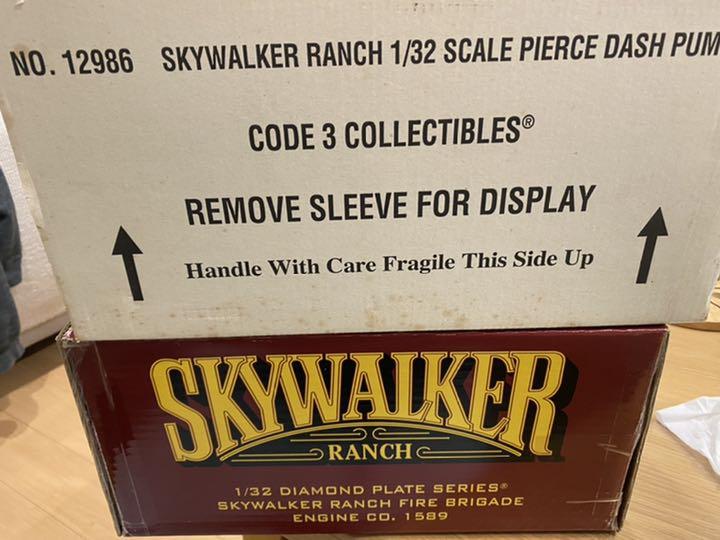 NO. 12986 SKYWALKER RANCH 1/32 SCALE PIERCE DASH PUM
CODE 3 COLLECTIBLES®
REMOVE SLEEVE FOR DISPLAY
Handle With Care Fragile This Side Up
SKYWALKER
RANCH
1/32 DIAMOND PLATE SERIES®
SKYWALKER RANCH FIRE BRIGADE
ENGINE CO. 1589